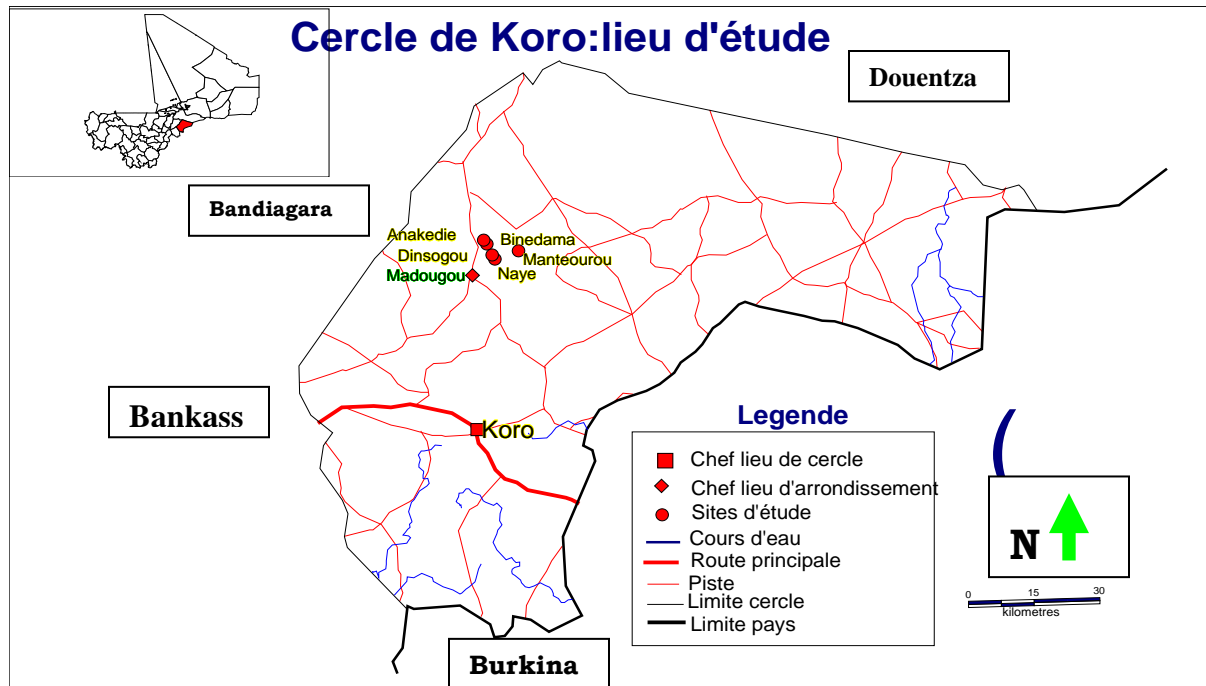 Cercle de Koro:lieu d'étude
Douentza
Bandiagara
Anakedie
Binedama
Dinsogou
Manteourou
Madougou
Naye
Bankass
Koro
Legende
Chef lieu de cercle
Chef lieu d'arrondissement
Sites d'étude
Cours d'eau
Route principale
Piste
Limite cercle
Limite pays
N
0 15 30
kilometres
Burkina